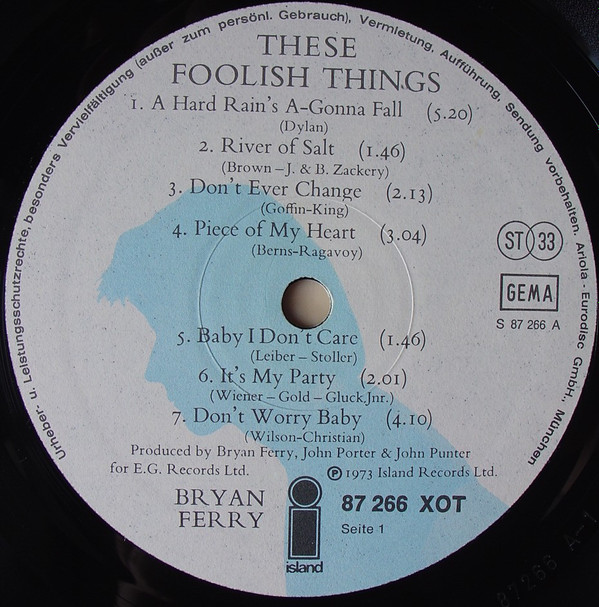 Urheber- u. Leistungsschutzrechte, besonders Vervielfältigung (außer zum persönl. Gebrauch), Vermietung, Aufführung, Sendung vorbehalten. Ariola-Eurodisc GmbH., München
THESE
FOOLISH THINGS
1. A Hard Rain's A-Gonna Fall (5.20)
(Dylan)
2. River of Salt (1.46)
(Brown – J. & B. Zackery)
3. Don't Ever Change (2.13)
(Goffin-King)
4. Piece of My Heart (3.04)
(Berns-Ragavoy)
ST 33
GEMA
S 87 266 A
5. Baby I Don't Care (1.46)
(Leiber – Stoller)
6. It's My Party (2.01)
(Wiener – Gold – Gluck.Jnr.)
7. Don't Worry Baby (4.10)
(Wilson-Christian)
Produced by Bryan Ferry, John Porter & John Punter
for E.G. Records Ltd. ℗ 1973 Island Records Ltd.
BRYAN
FERRY
island
87 266 XOT
Seite 1
87266 A-1